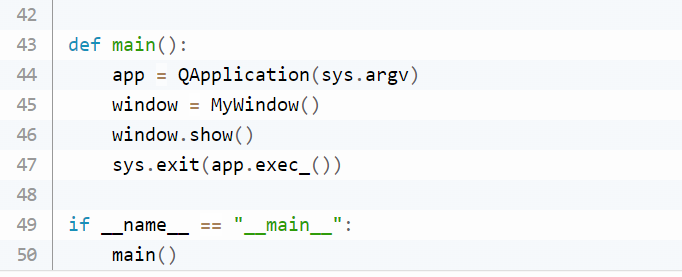 42
43 def main():
44     app = QApplication(sys.argv)
45     window = MyWindow()
46     window.show()
47     sys.exit(app.exec_())
48
49 if __name__ == "__main__":
50     main()